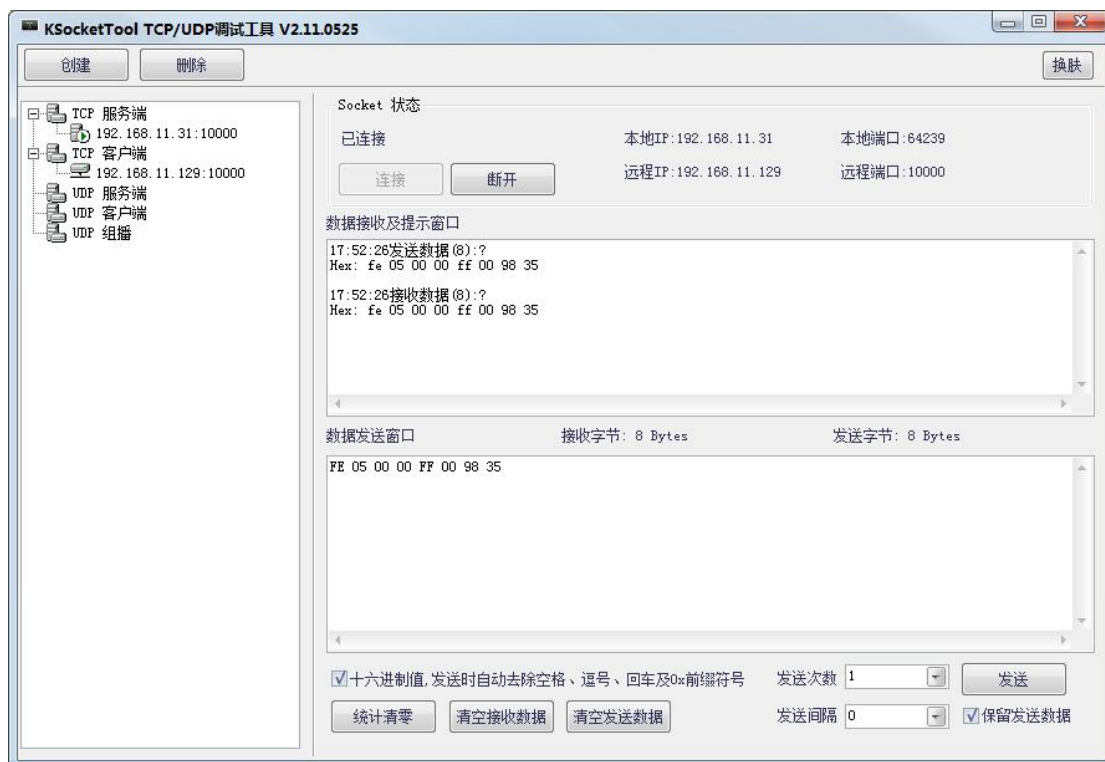 KSocketTool TCP/UDP调试工具 V2.11.0525
创建 删除 换肤
TCP 服务端
192.168.11.31:10000
TCP 客户端
192.168.11.129:10000
UDP 服务端
UDP 客户端
UDP 组播
Socket 状态
已连接 本地IP:192.168.11.31 本地端口:64239
连接 断开 远程IP:192.168.11.129 远程端口:10000
数据接收及提示窗口
17:52:26发送数据(8):?
Hex: fe 05 00 00 ff 00 98 35
17:52:26接收数据(8):?
Hex: fe 05 00 00 ff 00 98 35
数据发送窗口 接收字节: 8 Bytes 发送字节: 8 Bytes
FE 05 00 00 FF 00 98 35
十六进制值,发送时自动去除空格、逗号、回车及0x前缀符号 发送次数 1 发送
统计清零 清空接收数据 清空发送数据 发送间隔 0 保留发送数据